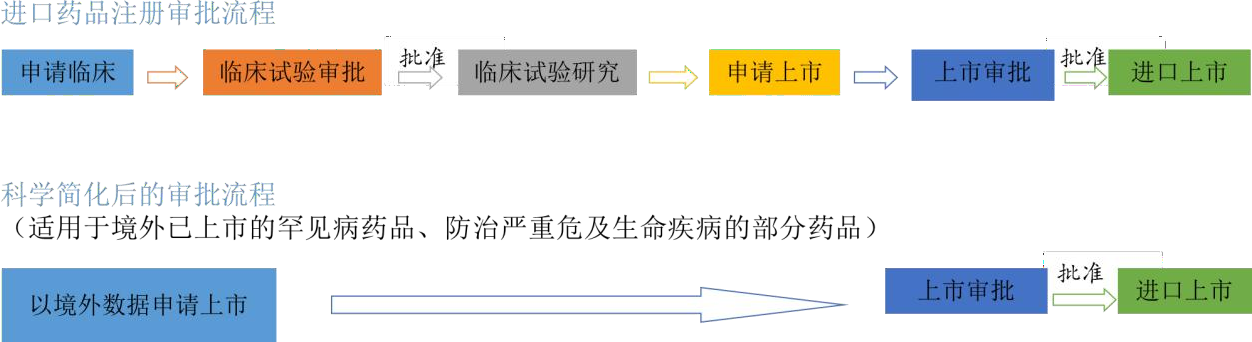 进口药品注册审批流程
申请临床 临床试验审批 批准 临床试验研究 申请上市 上市审批 批准 进口上市
科学简化后的审批流程
（适用于境外已上市的罕见病药品、防治严重危及生命疾病的部分药品）
以境外数据申请上市 上市审批 批准 进口上市